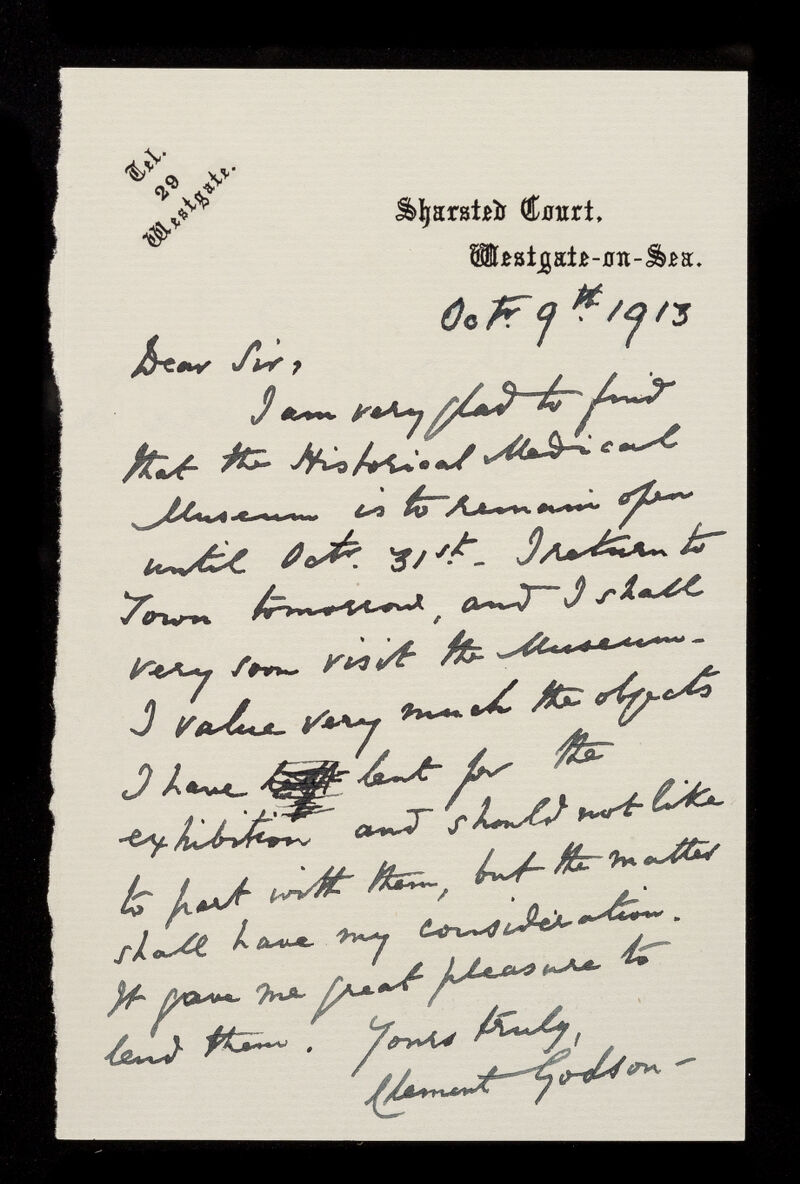 Tel.
29
Westgate.
Sharsted Court,
Westgate-on-Sea.
Octr. 9th. 1913
Dear Sir,
I am very glad to find
that the Historical Medical
Museum is to remain open
until Octr. 31st. - I return to
Town tomorrow, and I shall
very soon visit the Museum -
I value very much the objects
I have lent for the
exhibition and should not like
to part with them, but the matter
shall have my consideration.
It gave me great pleasure to
lend them. Yours truly,
Clement Godson -